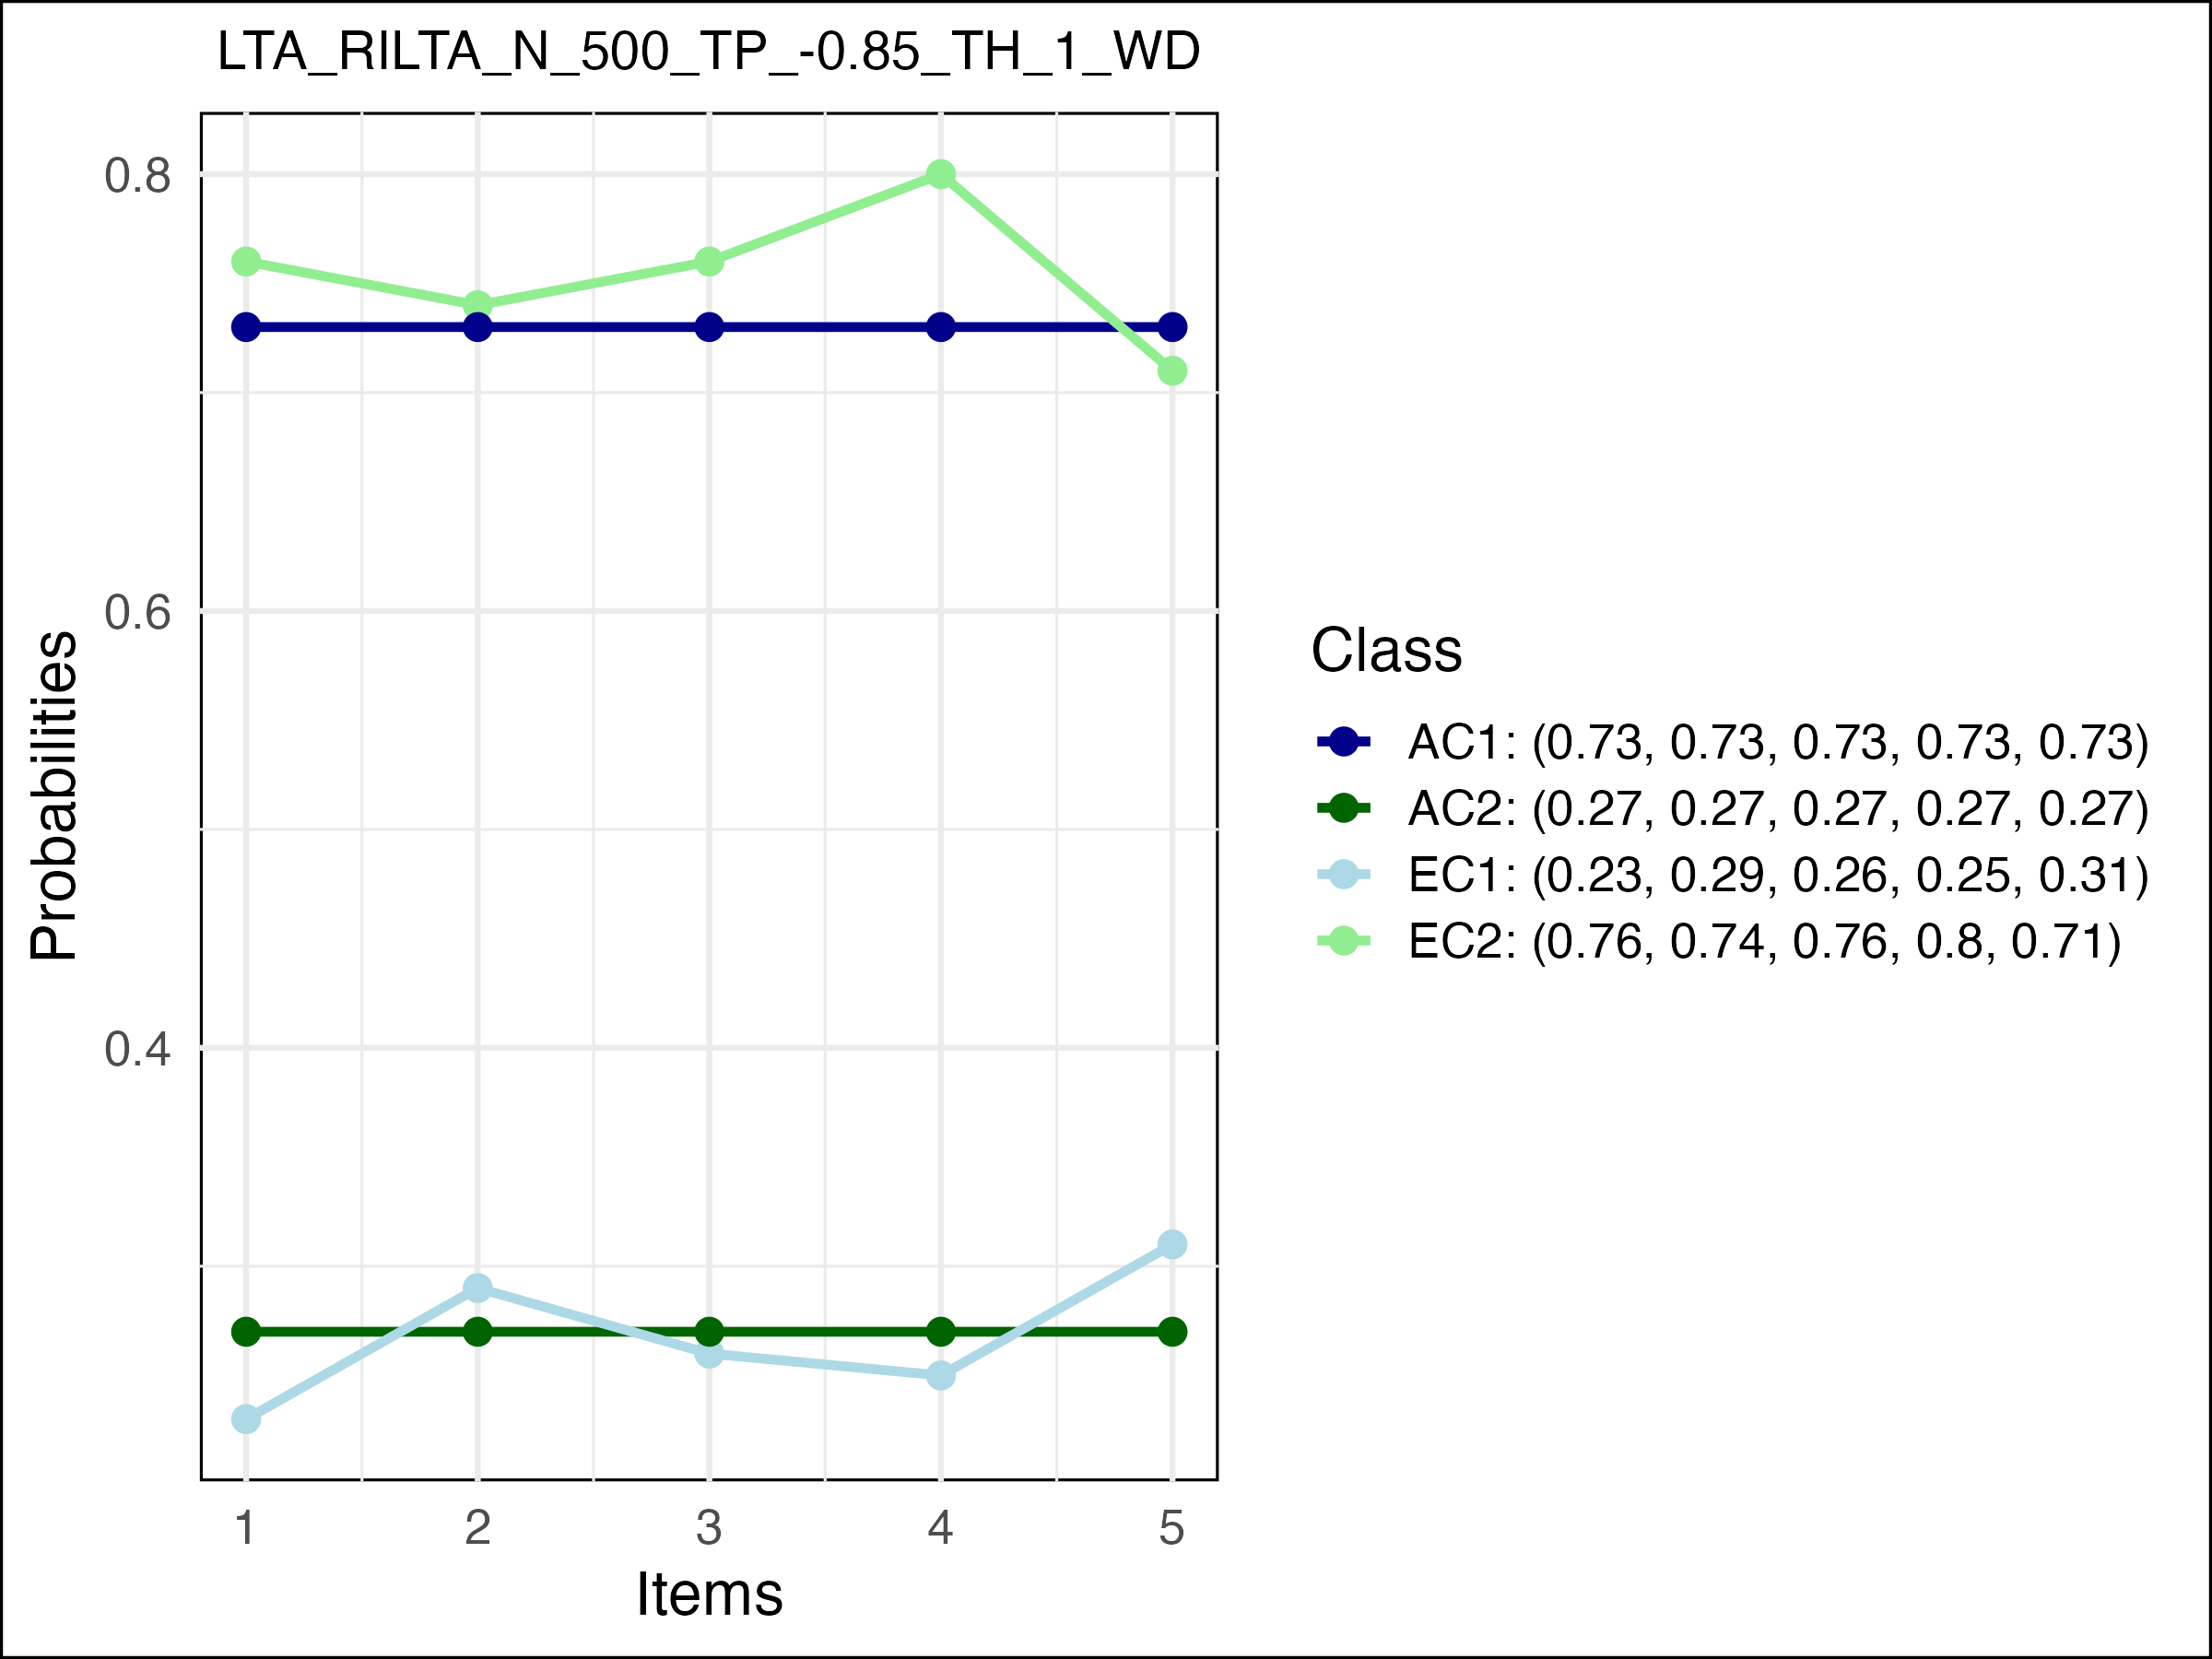 LTA_RILTA_N_500_TP_-0.85_TH_1_WD
0.8
0.6
0.4
Probabilities
1 2 3 4 5
Items
Class
AC1: (0.73, 0.73, 0.73, 0.73, 0.73)
AC2: (0.27, 0.27, 0.27, 0.27, 0.27)
EC1: (0.23, 0.29, 0.26, 0.25, 0.31)
EC2: (0.76, 0.74, 0.76, 0.8, 0.71)